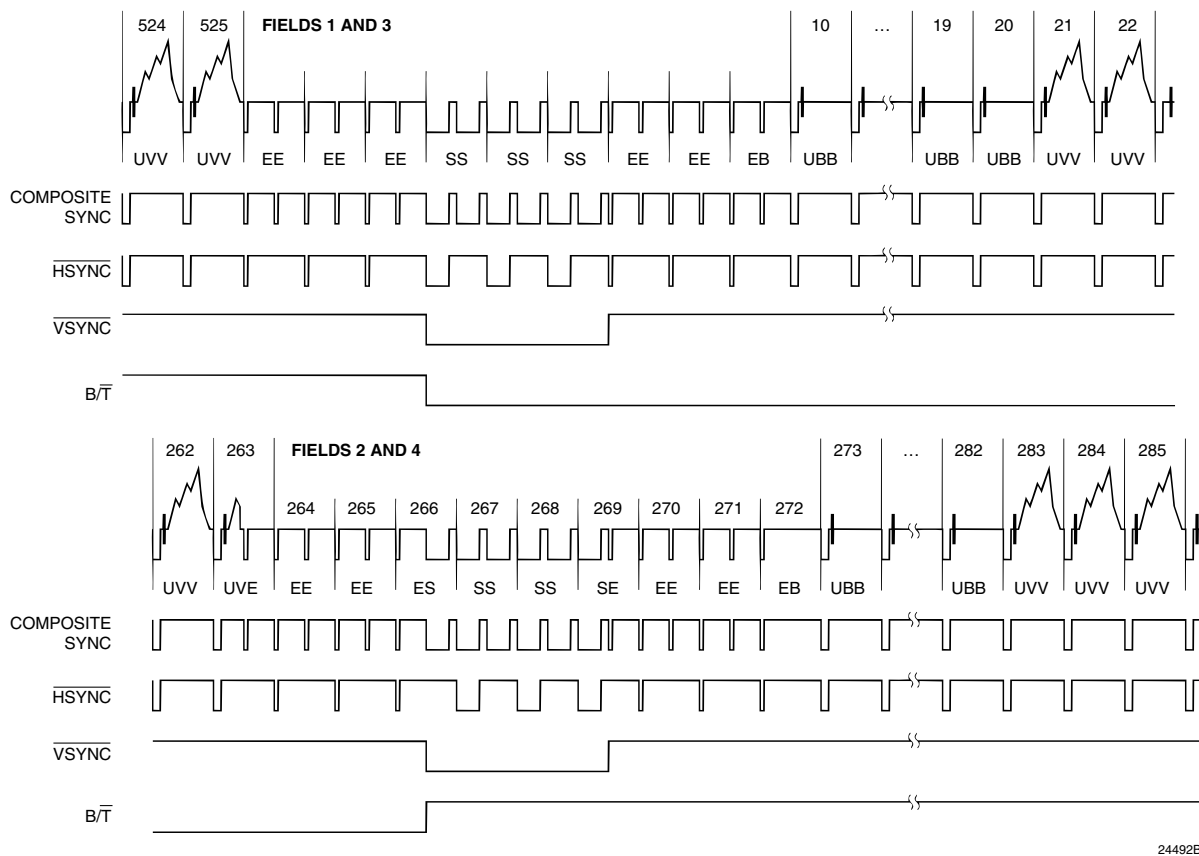 524 525 FIELDS 1 AND 3 10 … 19 20 21 22
UVV UVV EE EE EE SS SS SS EE EE EB UBB UBB UBB UVV UVV
COMPOSITE
SYNC
HSYNC
VSYNC
B/T
262 263 FIELDS 2 AND 4 273 … 282 283 284 285
264 265 266 267 268 269 270 271 272
UVV UVE EE EE ES SS SS SE EE EE EB UBB UBB UVV UVV UVV
COMPOSITE
SYNC
HSYNC
VSYNC
B/T
24492E